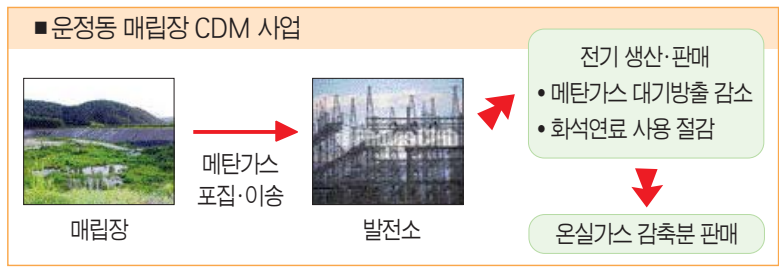 ■운정동 매립장 CDM 사업
매립장
메탄가스
포집·이송
발전소
전기 생산·판매
• 메탄가스 대기방출 감소
• 화석연료 사용 절감
온실가스 감축분 판매